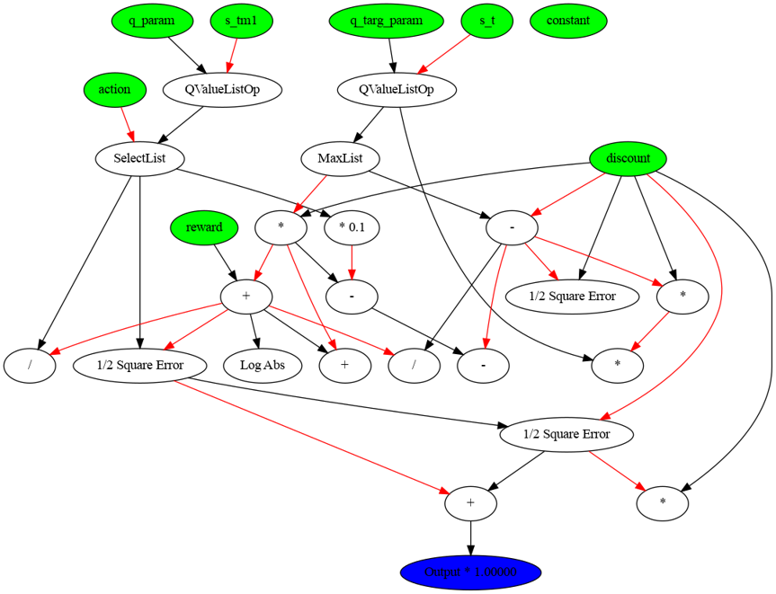 q_param
s_tm1
q_targ_param
s_t
constant
action
QValueListOp
QValueListOp
SelectList
MaxList
discount
reward
*
* 0.1
-
+
-
1/2 Square Error
*
/
1/2 Square Error
Log Abs
+
/
-
*
1/2 Square Error
+
*
Output * 1.00000